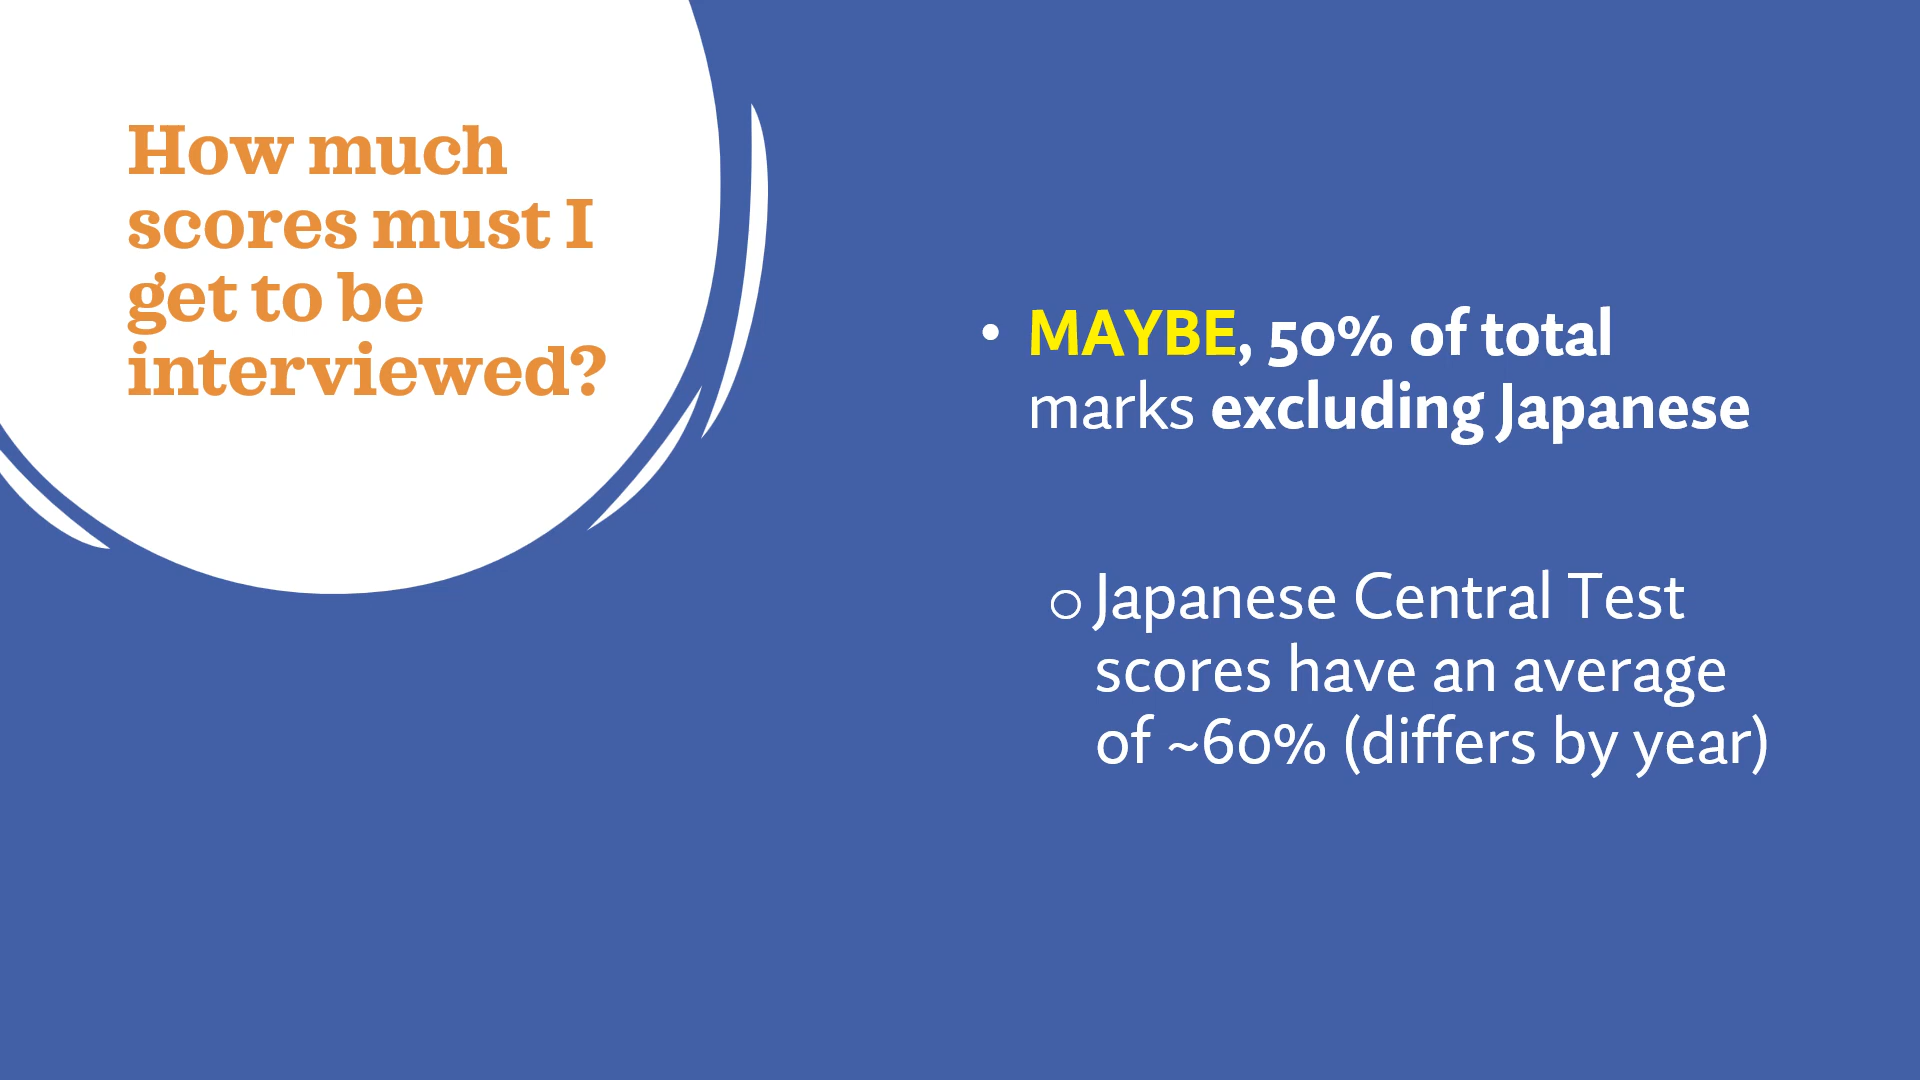 How much
scores must I
get to be
interviewed?
• MAYBE, 50% of total
marks excluding Japanese
o Japanese Central Test
scores have an average
of ~60% (differs by year)